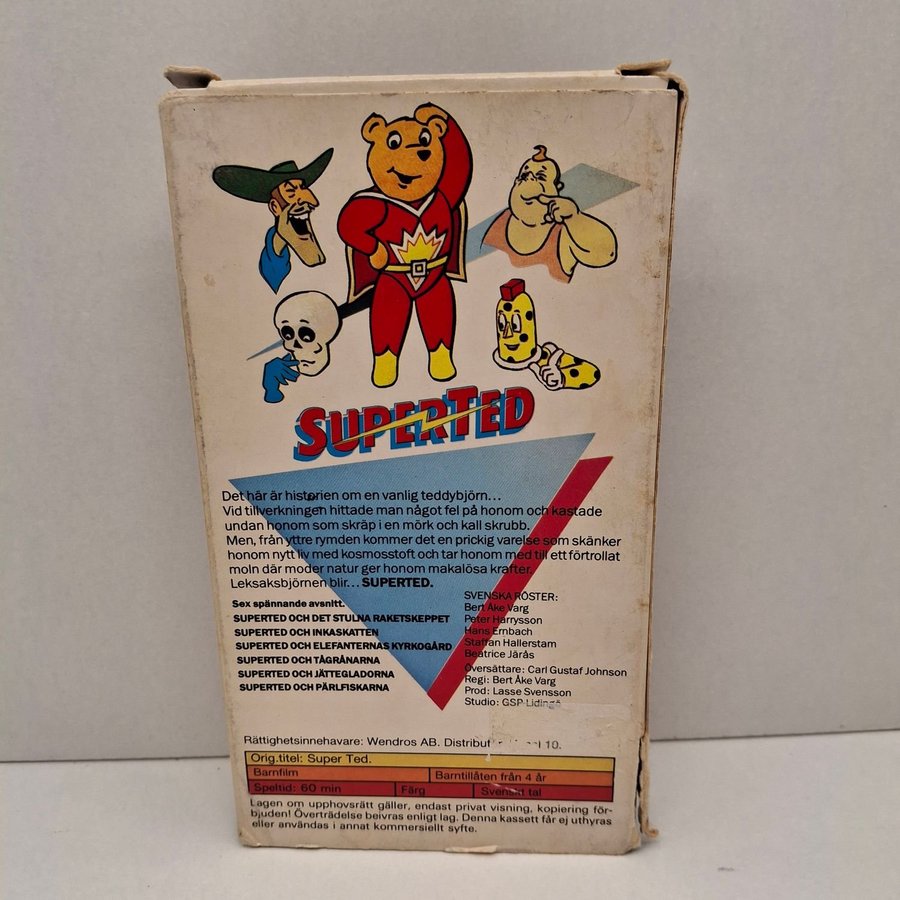 SUPERTED
Det här är historien om en vanlig teddybjörn...
Vid tillverkningen hittade man något fel på honom och kastade
undan honom som skräp i en mörk och kall skrubb.
Men, från yttre rymden kommer det en prickig varelse som skänker
honom nytt liv med kosmosstoft och tar honom med till ett förtrollat
moln där moder natur ger honom makalösa krafter.
Leksaksbjörnen blir... SUPERTED.
Sex spännande avsnitt.
SUPERTED OCH DET STULNA RAKETSKEPPET
SUPERTED OCH INKASKATTEN
SUPERTED OCH ELEFANTERNAS KYRKOGÅRD
SUPERTED OCH TÅGRÅNARNA
SUPERTED OCH JÄTTEGLADORNA
SUPERTED OCH PÄRLFISKARNA
SVENSKA RÖSTER:
Bert Åke Varg
Peter Harrysson
Hans Ernbach
Staffan Hallerstam
Beatrice Järås
Översättare: Carl Gustaf Johnson
Regi: Bert Åke Varg
Prod: Lasse Svensson
Studio: GSP Lidingö
Rättighetsinnehavare: Wendros AB. 10.
Orig.titel: Super Ted.
Barnfilm Barntillåten från 4 år
Speltid: 60 min Färg Svenskt tal
Lagen om upphovsrätt gäller, endast privat visning, kopiering för-
bjuden! Överträdelse beivras enligt lag. Denna kassett får ej uthyras
eller användas i annat kommersiellt syfte.